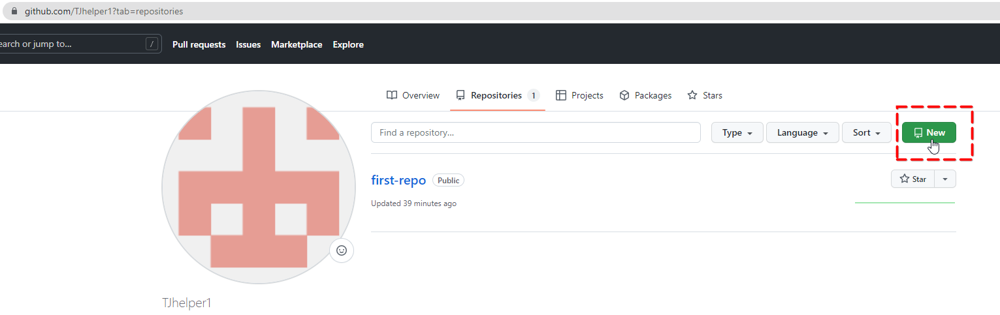 github.com/TJhelper1?tab=repositories
earch or jump to... / Pull requests Issues Marketplace Explore
Overview Repositories 1 Projects Packages Stars
Find a repository... Type Language Sort New
first-repo Public Star
Updated 39 minutes ago
TJhelper1